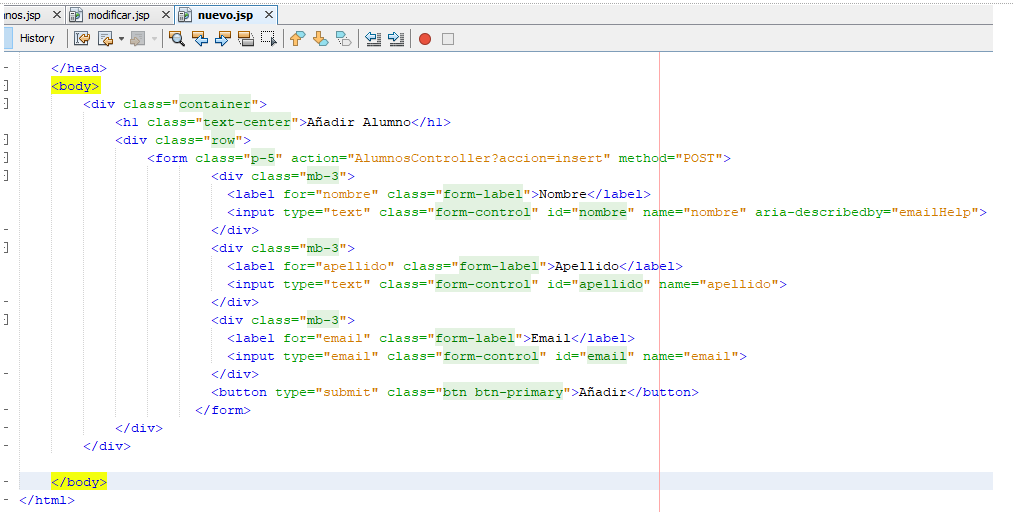 nos.jsp modificar.jsp nuevo.jsp
History
</head>
<body>
<div class="container">
<h1 class="text-center">Añadir Alumno</h1>
<div class="row">
<form class="p-5" action="AlumnosController?accion=insert" method="POST">
<div class="mb-3">
<label for="nombre" class="form-label">Nombre</label>
<input type="text" class="form-control" id="nombre" name="nombre" aria-describedby="emailHelp">
</div>
<div class="mb-3">
<label for="apellido" class="form-label">Apellido</label>
<input type="text" class="form-control" id="apellido" name="apellido">
</div>
<div class="mb-3">
<label for="email" class="form-label">Email</label>
<input type="email" class="form-control" id="email" name="email">
</div>
<button type="submit" class="btn btn-primary">Añadir</button>
</form>
</div>
</div>
</body>
</html>